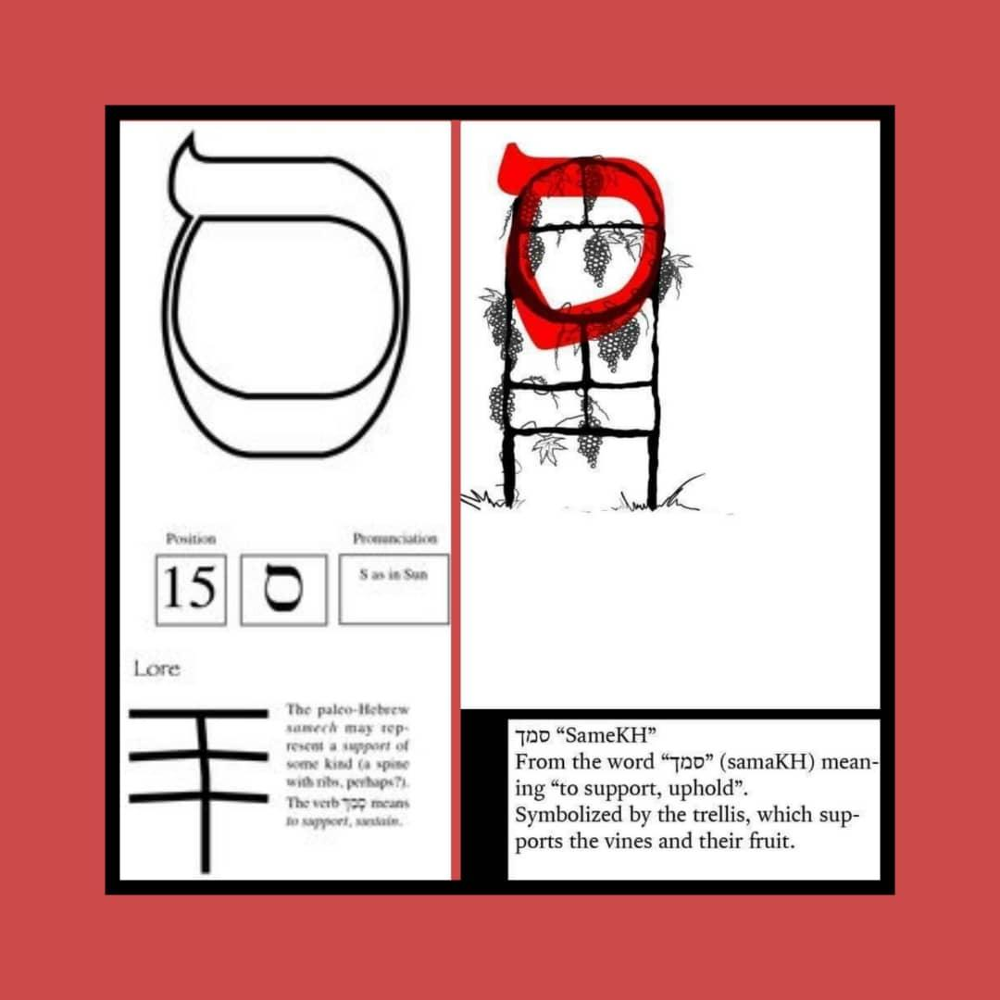 ס
Position
Pronunciation
15
ס
S as in Sun
Lore
The paleo-Hebrew
samech may rep-
resent a support of
some kind (a spine
with ribs, perhaps?).
The verb סָמַך means
to support, sustain.
ס
סמך “SameKH”
From the word “סמך” (samaKH) mean-
ing “to support, uphold”.
Symbolized by the trellis, which sup-
ports the vines and their fruit.